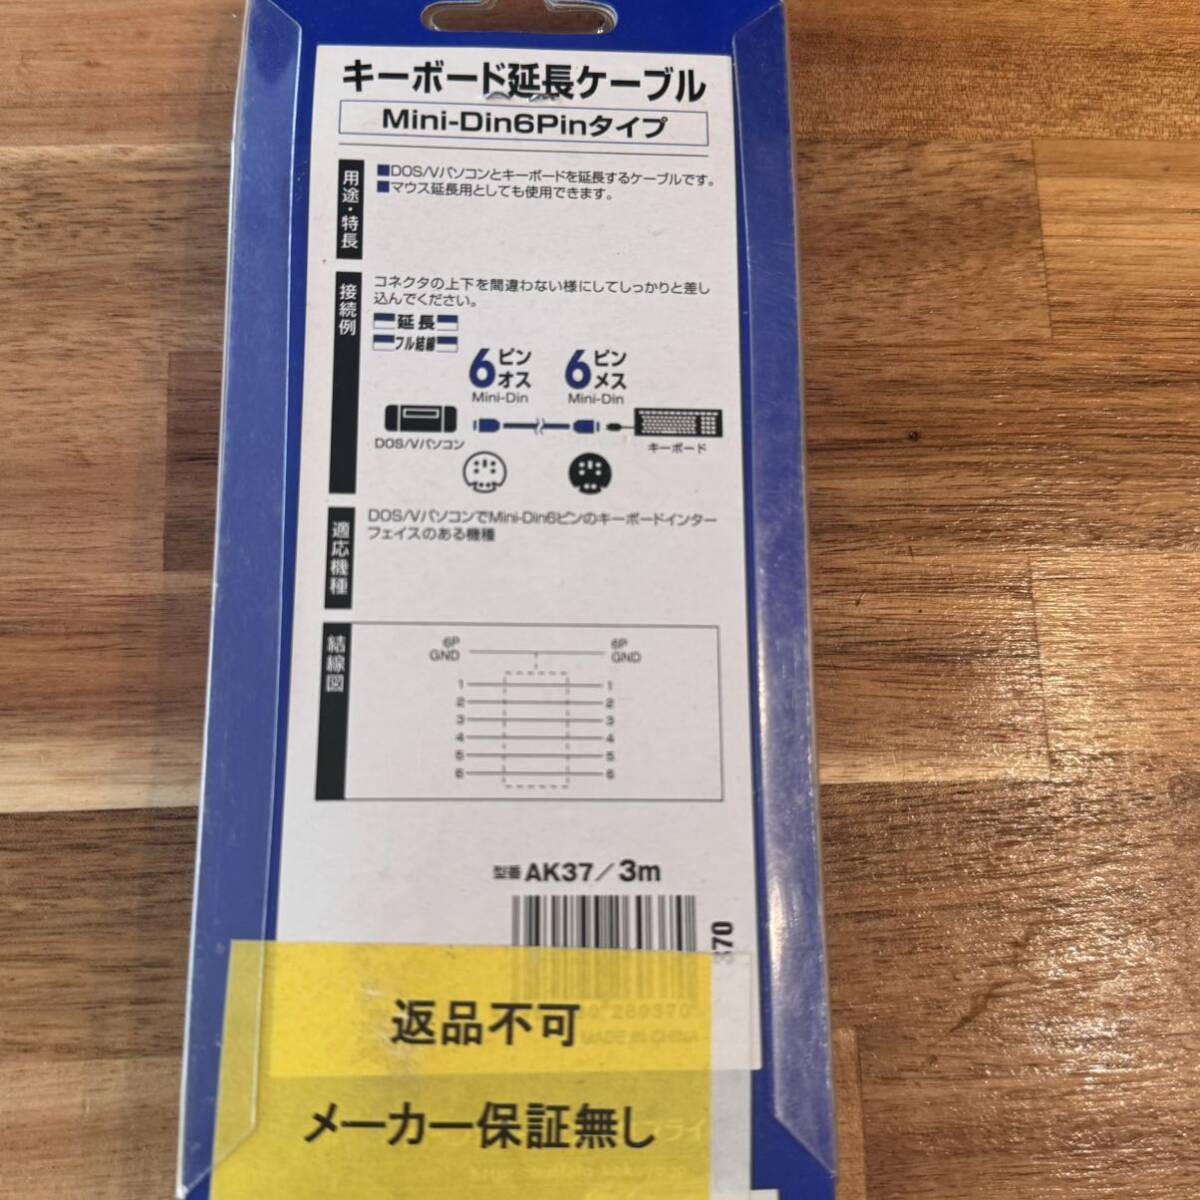 キーボード延長ケーブル
Mini-Din6Pinタイプ
用途・特長
■DOS/Vパソコンとキーボードを延長するケーブルです。
■マウス延長用としても使用できます。
接続例
コネクタの上下を間違わない様にしてしっかりと差し
込んでください。
延長
フル結線
6ピンオス 6ピンメス
Mini-Din Mini-Din
DOS/Vパソコン キーボード
適応機種
DOS/VパソコンでMini-Din6ピンのキーボードインター
フェイスのある機種
結線図
6P 6P
GND GND
1 1
2 2
3 3
4 4
5 5
6 6
型番 AK37/3m
370
289370
MADE IN CHINA
返品不可
メーカー保証無し